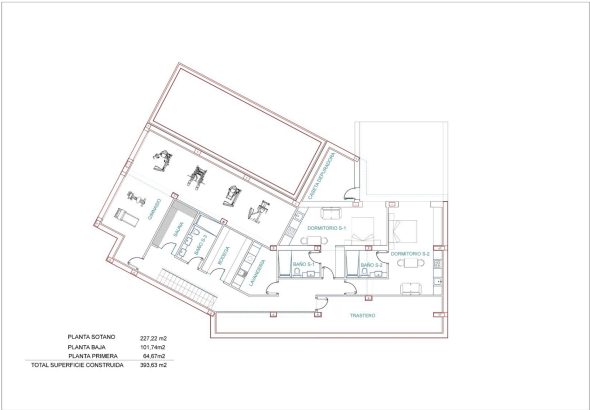 CASETA DEPURADORA
GIMNASIO
SAUNA
BAÑO S-3
BODEGA
LAVANDERIA
DORMITORIO S-1
DORMITORIO S-2
BAÑO S-1
BAÑO S-2
TRASTERO
PLANTA SOTANO 227,22 m2
PLANTA BAJA 101,74m2
PLANTA PRIMERA 64,67m2
TOTAL SUPERFICIE CONSTRUIDA 393,63 m2